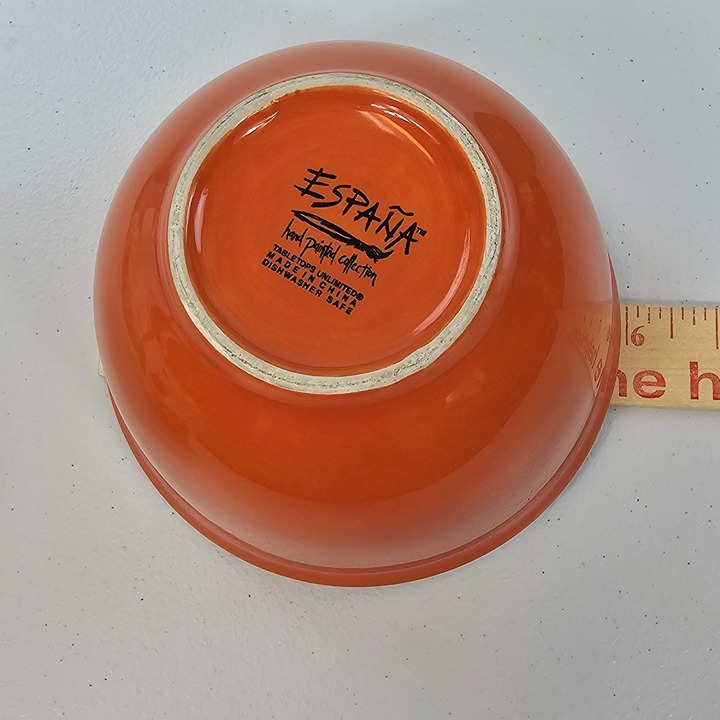 ESPAÑA™
hand painted collection
TABLETOPS UNLIMITED®
MADE IN CHINA
DISHWASHER SAFE
6
he h